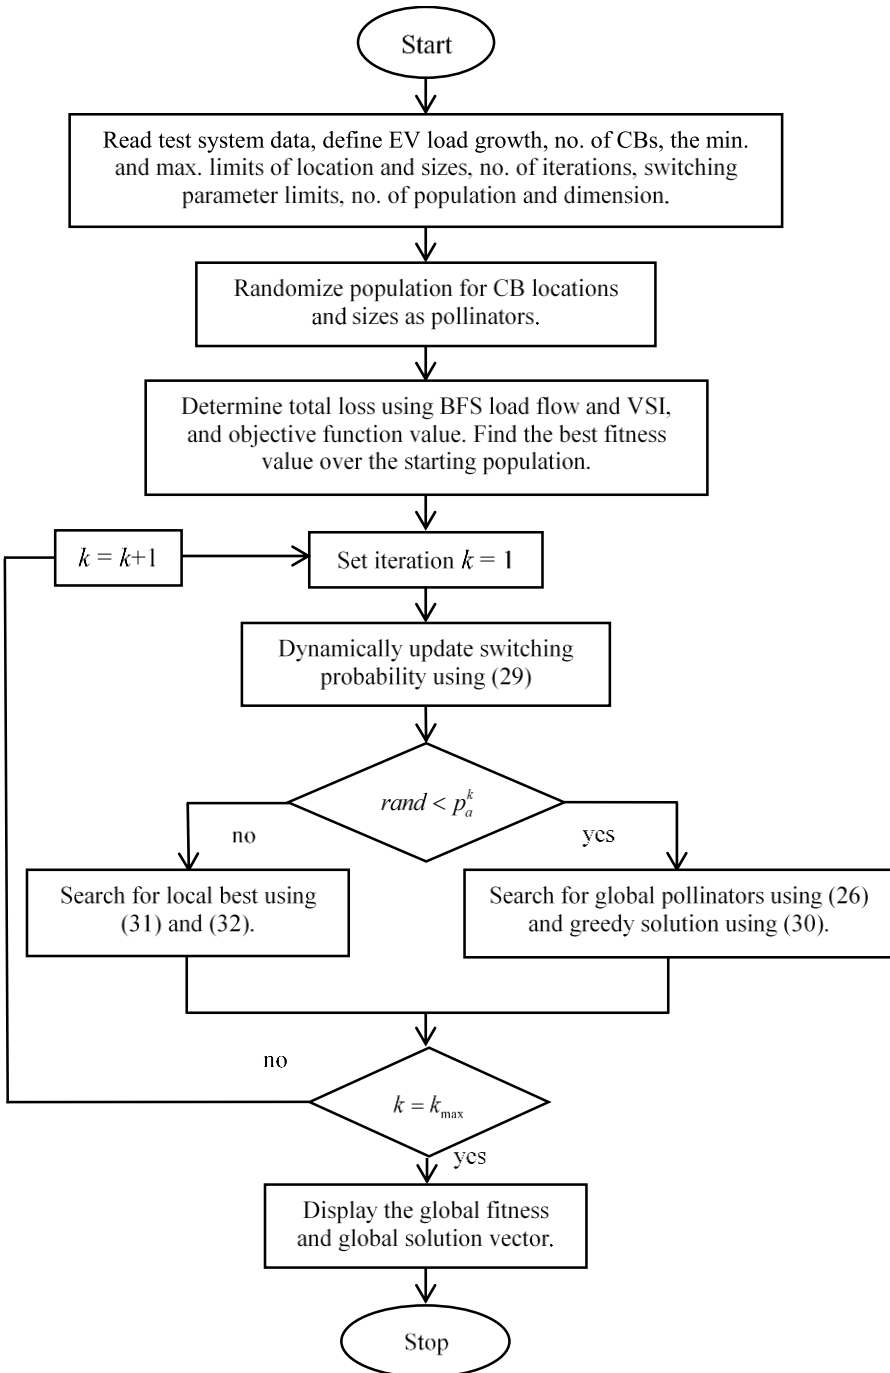 Start
Read test system data, define EV load growth, no. of CBs, the min.
and max. limits of location and sizes, no. of iterations, switching
parameter limits, no. of population and dimension.
Randomize population for CB locations
and sizes as pollinators.
Determine total loss using BFS load flow and VSI,
and objective function value. Find the best fitness
value over the starting population.
k = k+1
Set iteration k = 1
Dynamically update switching
probability using (29)
rand < p_a^k
no
yes
Search for local best using
(31) and (32).
Search for global pollinators using (26)
and greedy solution using (30).
no
k = k_max
yes
Display the global fitness
and global solution vector.
Stop